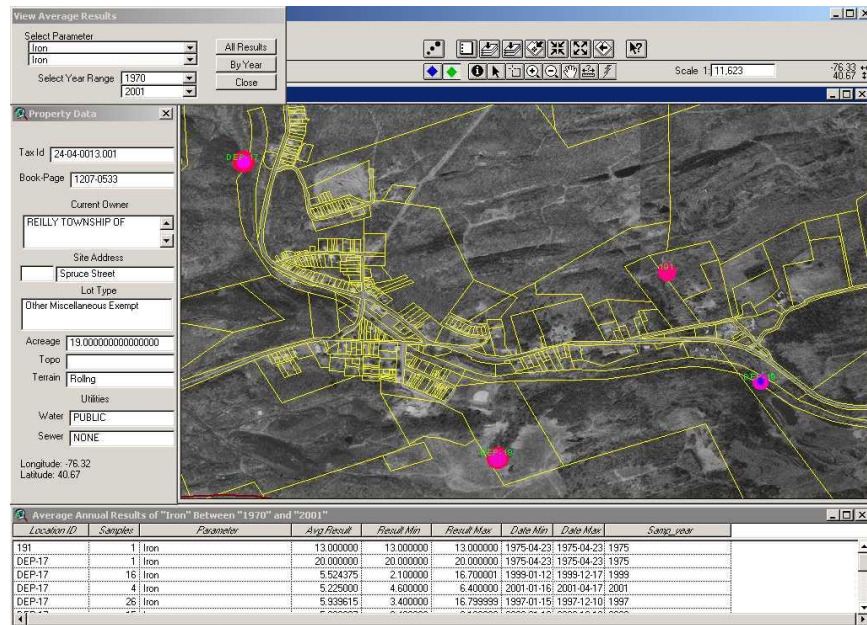 View Average Results
Select Parameter
Iron
Iron
All Results
By Year
Close
Select Year Range
1970
2001
Scale 1: 11,623
-76.33
40.67
Property Data
Tax Id 24-04-0013.001
Book-Page 1207-0533
Current Owner
REILLY TOWNSHIP OF
Site Address
Spruce Street
Lot Type
Other Miscellaneous Exempt
Acreage 19.00000000000000
Topo
Terrain Rollng
Utilities
Water PUBLIC
Sewer NONE
Longitude: -76.32
Latitude: 40.67
DEP-17
191
DEP-18
Average Annual Results of "Iron" Between "1970" and "2001"
Location ID Samples Parameter Avg Result Result Min Result Max Date Min Date Max Samp_year
191 1 Iron 13.000000 13.000000 13.000000 1975-04-23 1975-04-23 1975
DEP-17 1 Iron 20.000000 20.000000 20.000000 1975-04-23 1975-04-23 1975
DEP-17 16 Iron 5.524375 2.100000 16.700001 1999-01-12 1999-12-17 1999
DEP-17 4 Iron 5.225000 4.600000 6.400000 2001-01-16 2001-04-17 2001
DEP-17 26 Iron 5.939615 3.400000 16.799999 1997-01-15 1997-12-10 1997